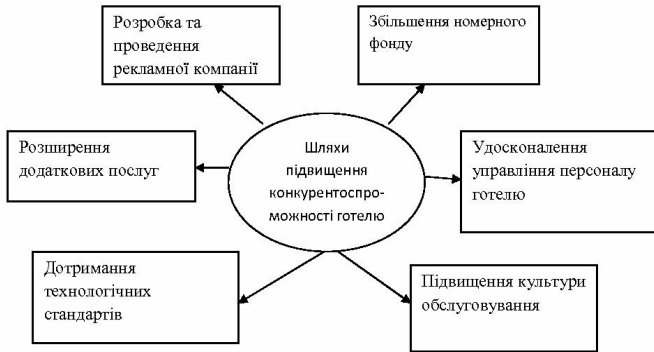 Розробка та
проведення
рекламної компанії
Збільшення номерного
фонду
Розширення
додаткових послуг
Шляхи
підвищення
конкурентоспро-
можності готелю
Удосконалення
управління персоналу
готелю
Дотримання
технологічних
стандартів
Підвищення культури
обслуговування